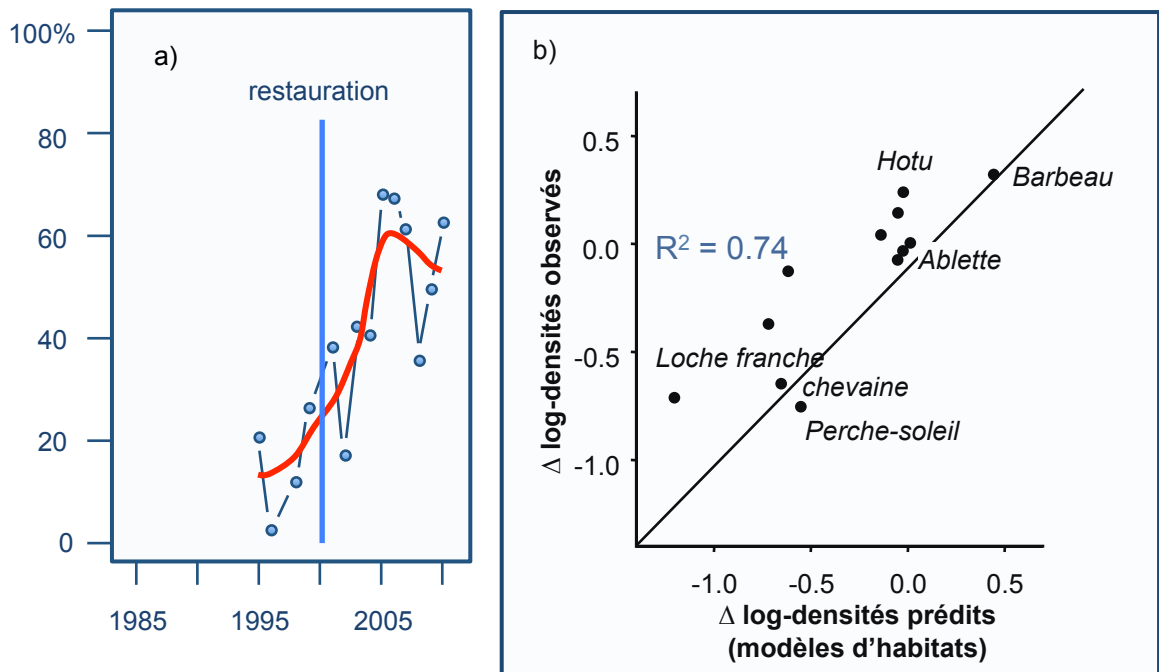 a)
restauration
100%
80
60
40
20
0
1985
1995
2005
b)
Δ log-densités observés
0.5
0.0
-0.5
-1.0
R² = 0.74
Hotu
Barbeau
Ablette
Loche franche
chevaine
Perche-soleil
-1.0
-0.5
0.0
0.5
Δ log-densités prédits
(modèles d'habitats)